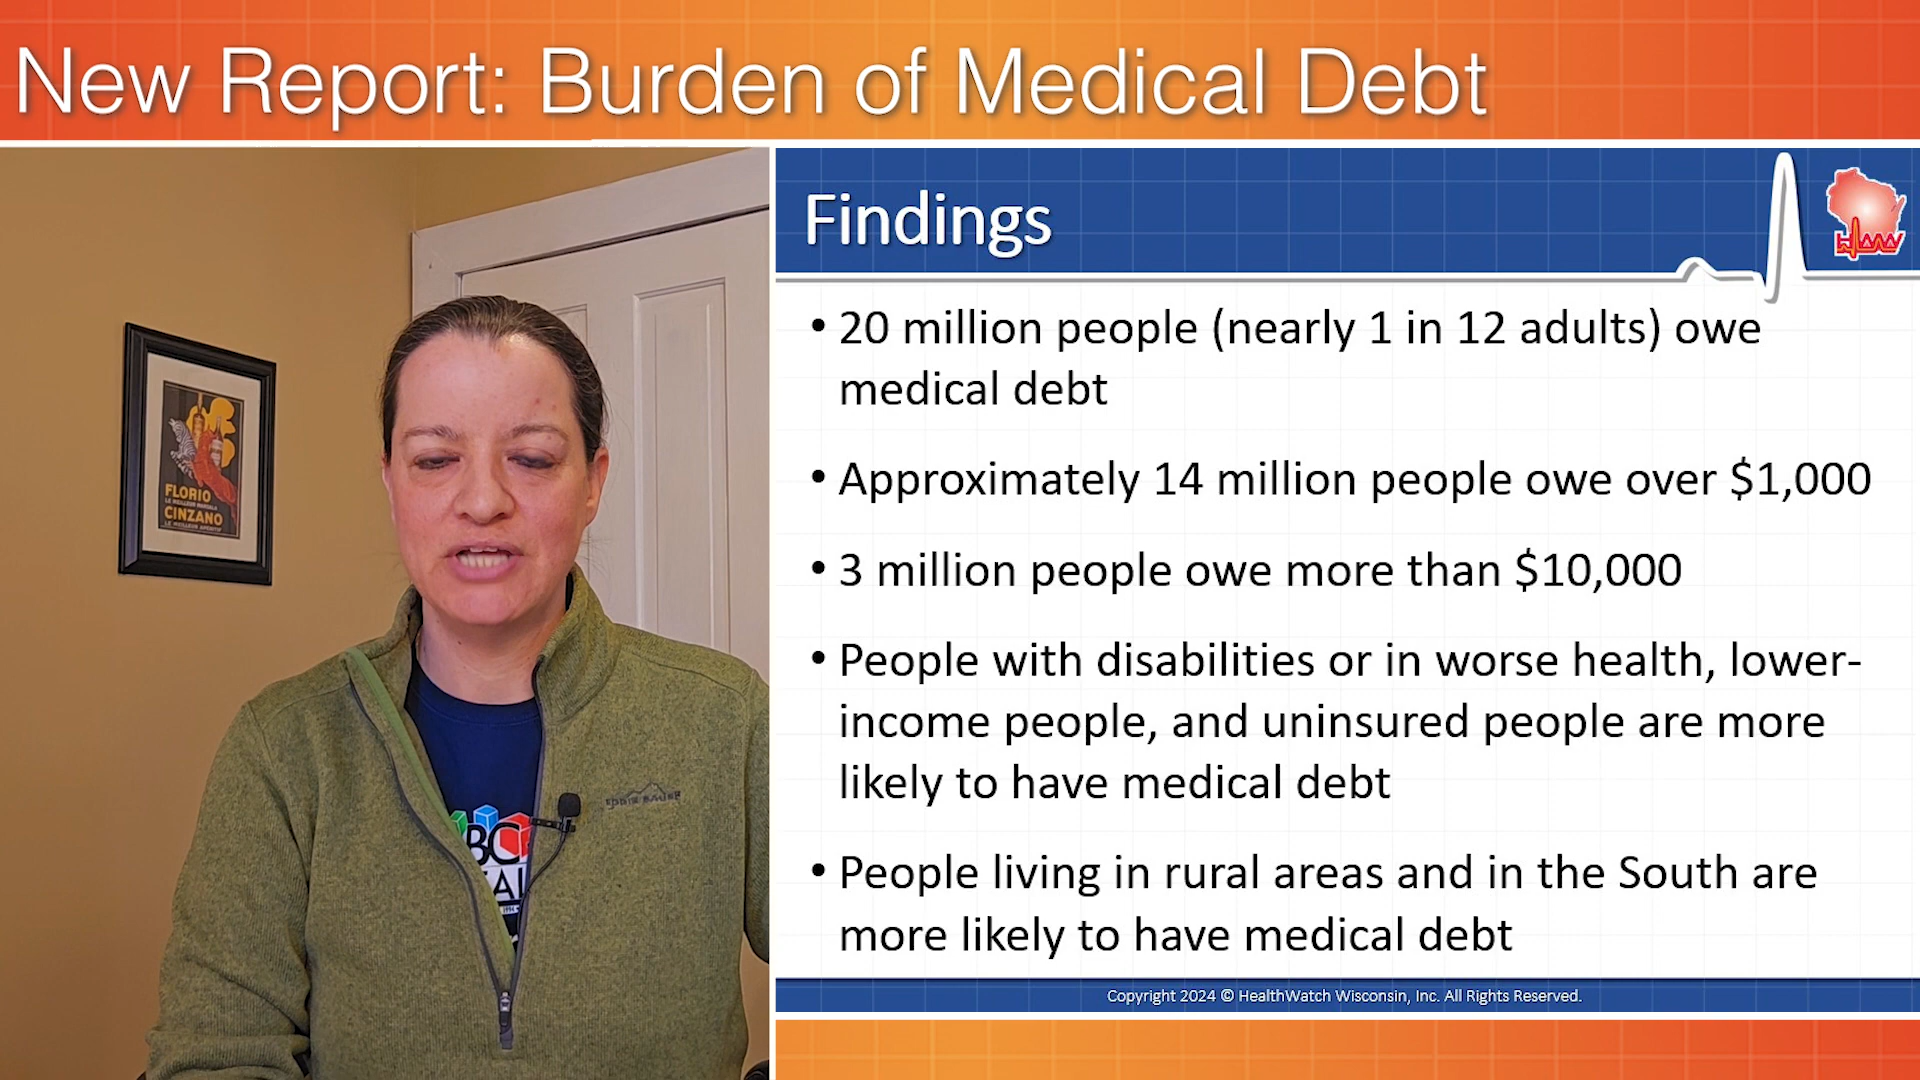 New Report: Burden of Medical Debt
Findings
• 20 million people (nearly 1 in 12 adults) owe
medical debt
• Approximately 14 million people owe over $1,000
• 3 million people owe more than $10,000
• People with disabilities or in worse health, lower-
income people, and uninsured people are more
likely to have medical debt
• People living in rural areas and in the South are
more likely to have medical debt
Copyright 2024 © HealthWatch Wisconsin, Inc. All Rights Reserved.
FLORIO
CINZANO
EDDIE BAUER
BC